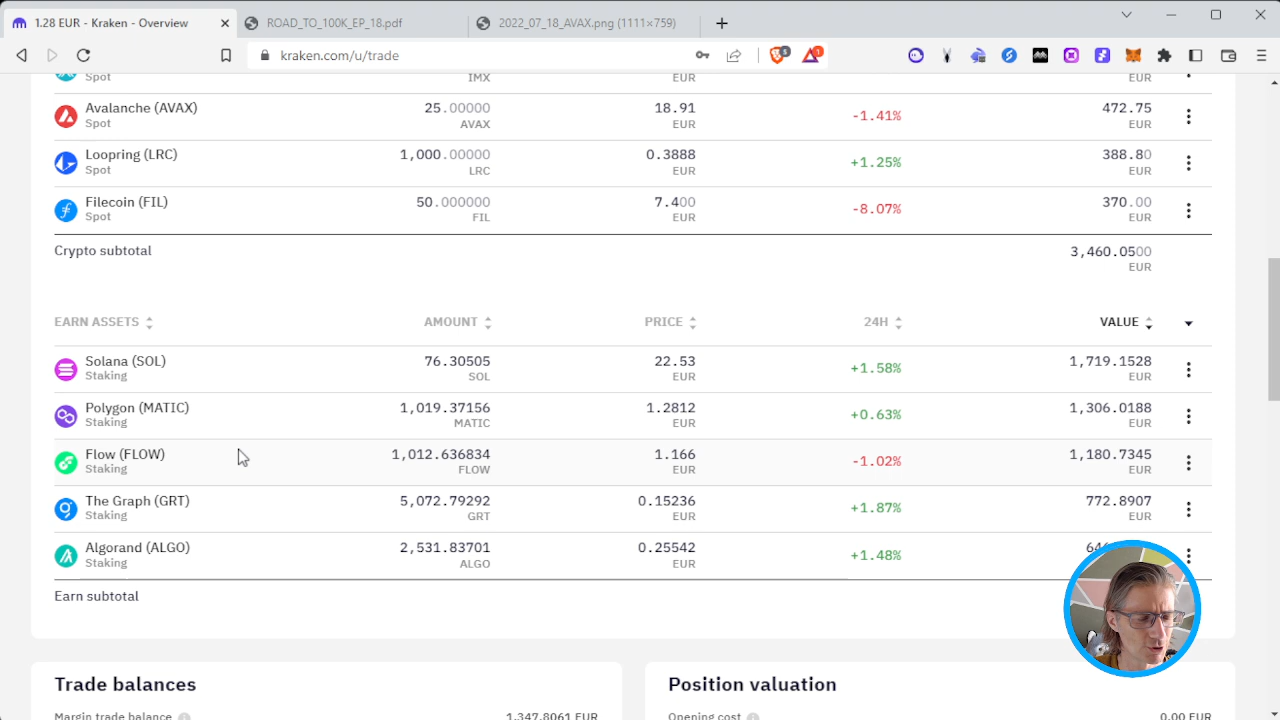 1.28 EUR - Kraken - Overview
ROAD_TO_100K_EP_18.pdf
2022_07_18_AVAX.png (1111×759)
kraken.com/u/trade
5
1
Spot
IMX
EUR
EUR
Avalanche (AVAX) 25.00000 18.91 -1.41% 472.75
Spot AVAX EUR EUR
Loopring (LRC) 1,000.00000 0.3888 +1.25% 388.80
Spot LRC EUR EUR
Filecoin (FIL) 50.000000 7.400 -8.07% 370.00
Spot FIL EUR EUR
Crypto subtotal 3,460.0500
EUR
EARN ASSETS AMOUNT PRICE 24H VALUE
Solana (SOL) 76.30505 22.53 +1.58% 1,719.1528
Staking SOL EUR EUR
Polygon (MATIC) 1,019.37156 1.2812 +0.63% 1,306.0188
Staking MATIC EUR EUR
Flow (FLOW) 1,012.636834 1.166 -1.02% 1,180.7345
Staking FLOW EUR EUR
The Graph (GRT) 5,072.79292 0.15236 +1.87% 772.8907
Staking GRT EUR EUR
Algorand (ALGO) 2,531.83701 0.25542 +1.48%
Staking ALGO EUR
Earn subtotal
Trade balances
Margin trade balance 1,347.8061 EUR
Position valuation
Opening cost 0.00 EUR